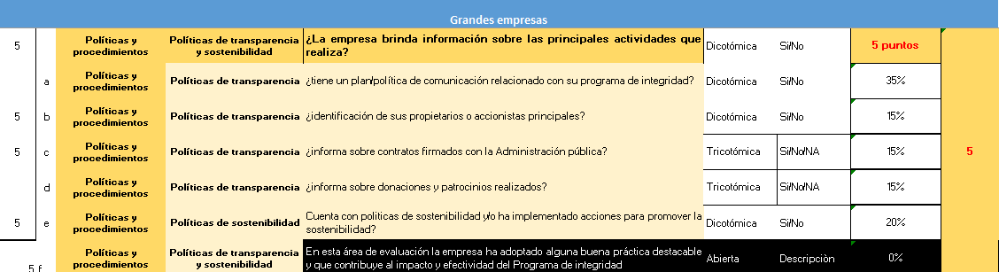 Grandes empresas
5 Políticas y procedimientos Políticas de transparencia y sostenibilidad ¿La empresa brinda información sobre las principales actividades que realiza? Dicotómica Si/No 5 puntos
a Políticas y procedimientos Políticas de transparencia ¿tiene un plan/política de comunicación relacionado con su programa de integridad? Dicotómica Si/No 35%
5 b Políticas y procedimientos Políticas de transparencia ¿identificación de sus propietarios o accionistas principales? Dicotómica Si/No 15%
5 c Políticas y procedimientos Políticas de transparencia ¿informa sobre contratos firmados con la Administración pública? Tricotómica Si/No/NA 15% 5
d Políticas y procedimientos Políticas de transparencia ¿informa sobre donaciones y patrocinios realizados? Tricotómica Si/No/NA 15%
5 e Políticas y procedimientos Políticas de sostenibilidad Cuenta con politicas de sostenibilidad y/o ha implementado acciones para promover la sostenibilidad? Dicotómica Si/No 20%
5 f Políticas y procedimientos Políticas de transparencia y sostenibilidad En esta área de evaluación la empresa ha adoptado alguna buena práctica destacable y que contribuye al impacto y efectividad del Programa de integridad Abierta Descripciòn 0%